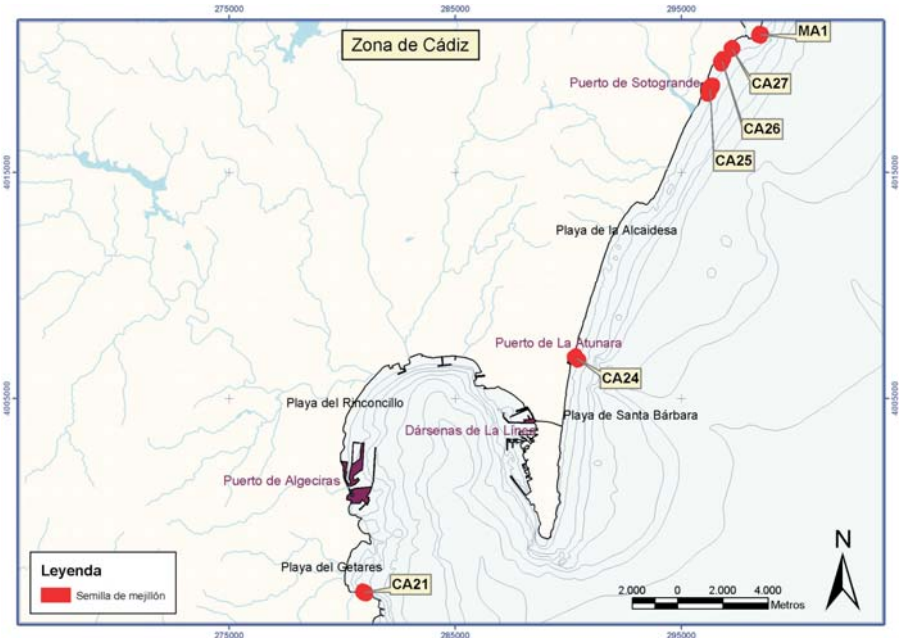 275000
285000
295000
Zona de Cádiz
MA1
CA27
Puerto de Sotogrande
CA26
CA25
4015000
4015000
Playa de la Alcaidesa
Puerto de La Atunara
CA24
4005000
4005000
Playa del Rinconcillo
Playa de Santa Bárbara
Dársenas de La Línea
Puerto de Algeciras
Playa del Getares
CA21
Leyenda
Semilla de mejillón
N
2.000 0 2.000 4.000
Metros
275000
285000
295000